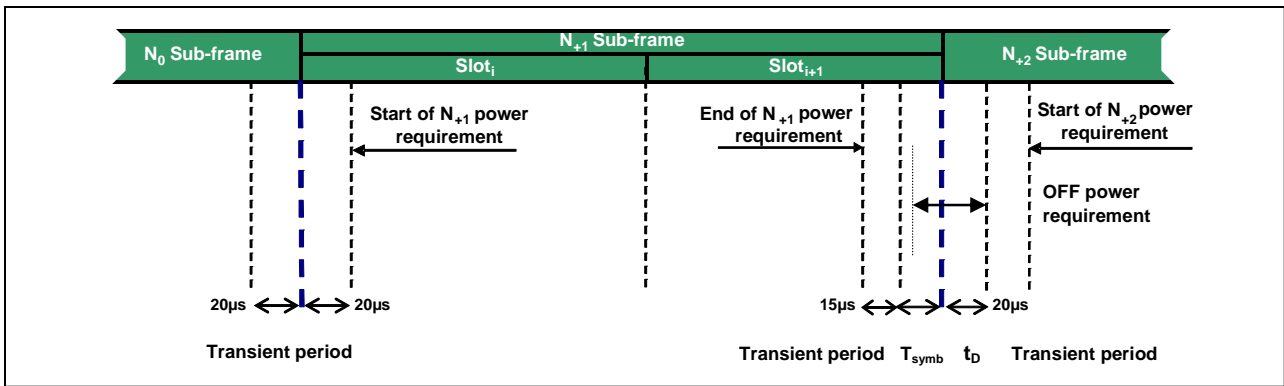 N+1 Sub-frame
N0 Sub-frame
N+2 Sub-frame
Sloti
Sloti+1
Start of N+1 power
requirement
End of N+1 power
requirement
Start of N+2 power
requirement
OFF power
requirement
20µs
20µs
15µs
20µs
Transient period
Transient period
Tsymb
tD
Transient period